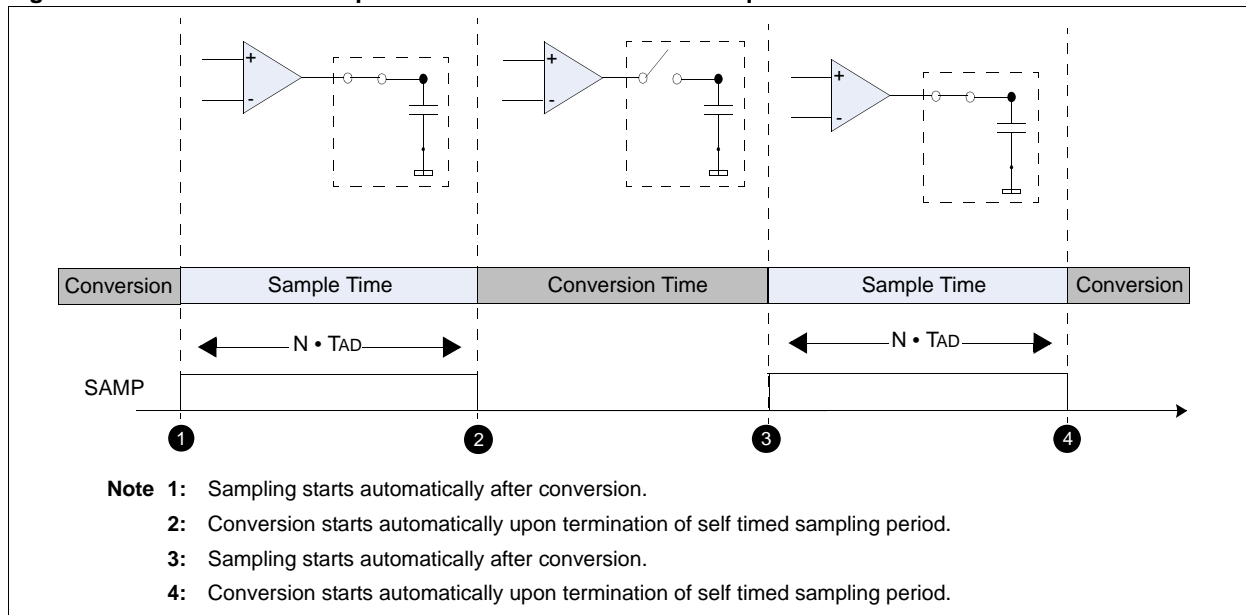 +
-
+
-
+
-
Conversion Sample Time Conversion Time Sample Time Conversion
N • TAD N • TAD
SAMP
1 2 3 4
Note 1: Sampling starts automatically after conversion.
2: Conversion starts automatically upon termination of self timed sampling period.
3: Sampling starts automatically after conversion.
4: Conversion starts automatically upon termination of self timed sampling period.